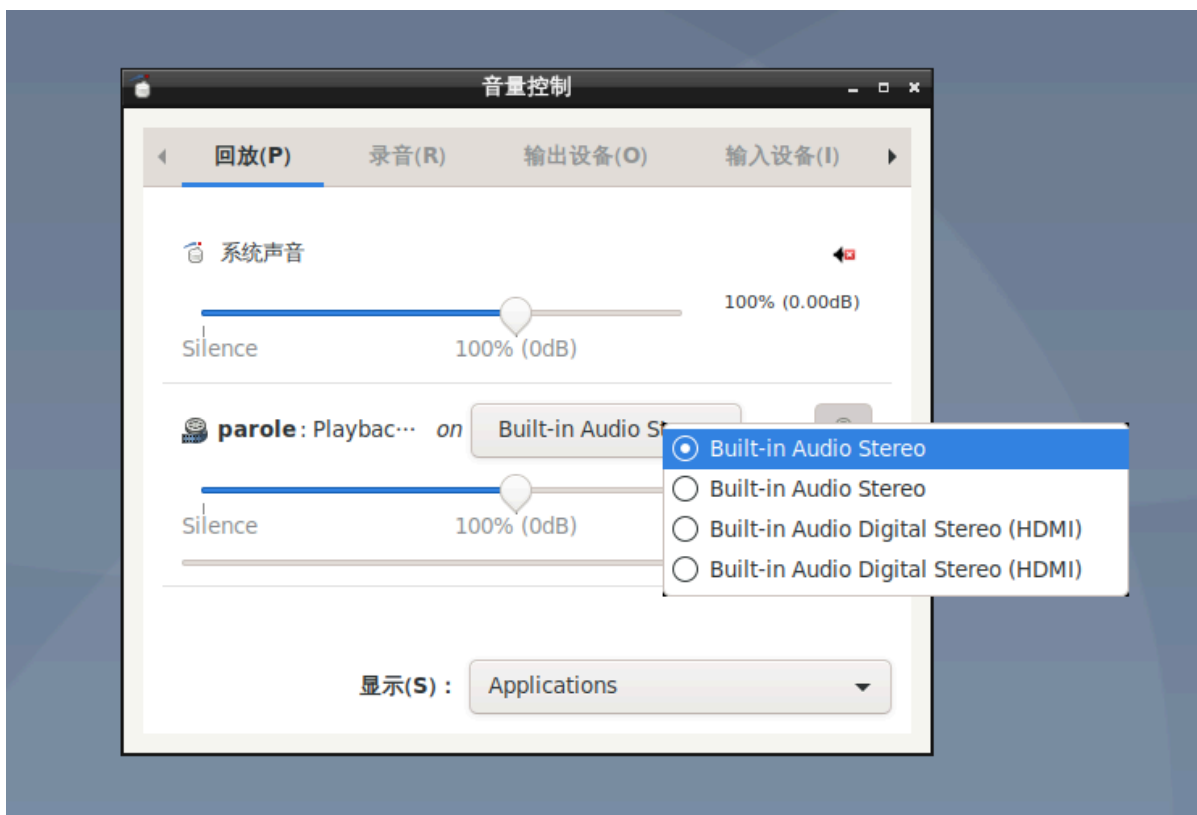 音量控制
回放(P) 录音(R) 输出设备(O) 输入设备(I)
系统声音
100% (0.00dB)
Silence 100% (0dB)
parole: Playbac··· on Built-in Audio St
Built-in Audio Stereo
Built-in Audio Stereo
Silence 100% (0dB)
Built-in Audio Digital Stereo (HDMI)
Built-in Audio Digital Stereo (HDMI)
显示(S)： Applications